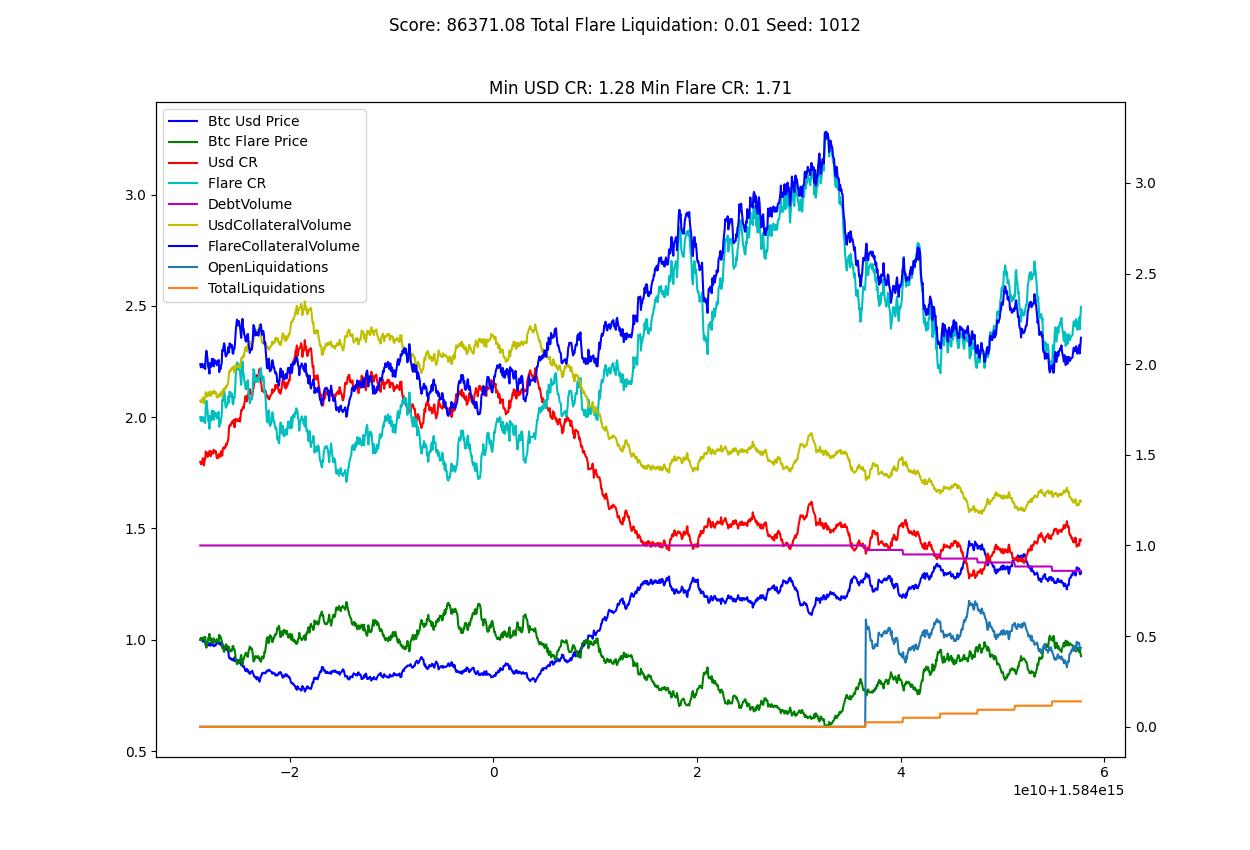 Score: 86371.08 Total Flare Liquidation: 0.01 Seed: 1012
Min USD CR: 1.28 Min Flare CR: 1.71
Btc Usd Price
Btc Flare Price
Usd CR
Flare CR
DebtVolume
UsdCollateralVolume
FlareCollateralVolume
OpenLiquidations
TotalLiquidations
3.0
2.5
2.0
1.5
1.0
0.5
3.0
2.5
2.0
1.5
1.0
0.5
0.0
−2
0
2
4
6
1e10+1.584e15